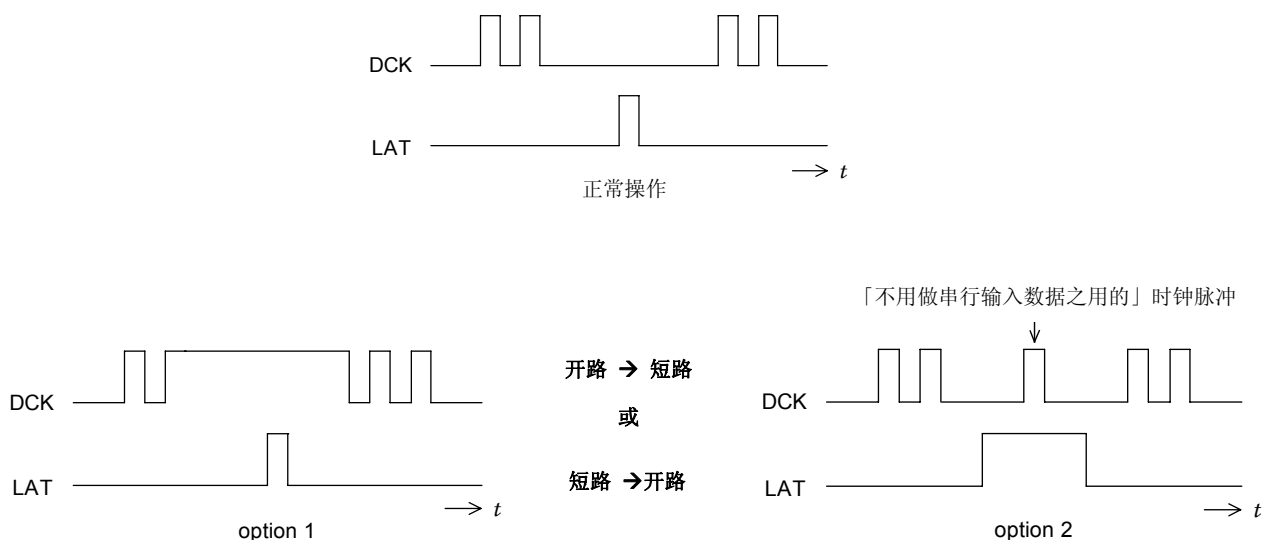 DCK
LAT
t
正常操作
「不用做串行输入数据之用的」时钟脉冲
DCK
LAT
t
option 1
开路 → 短路
或
短路 →开路
DCK
LAT
t
option 2